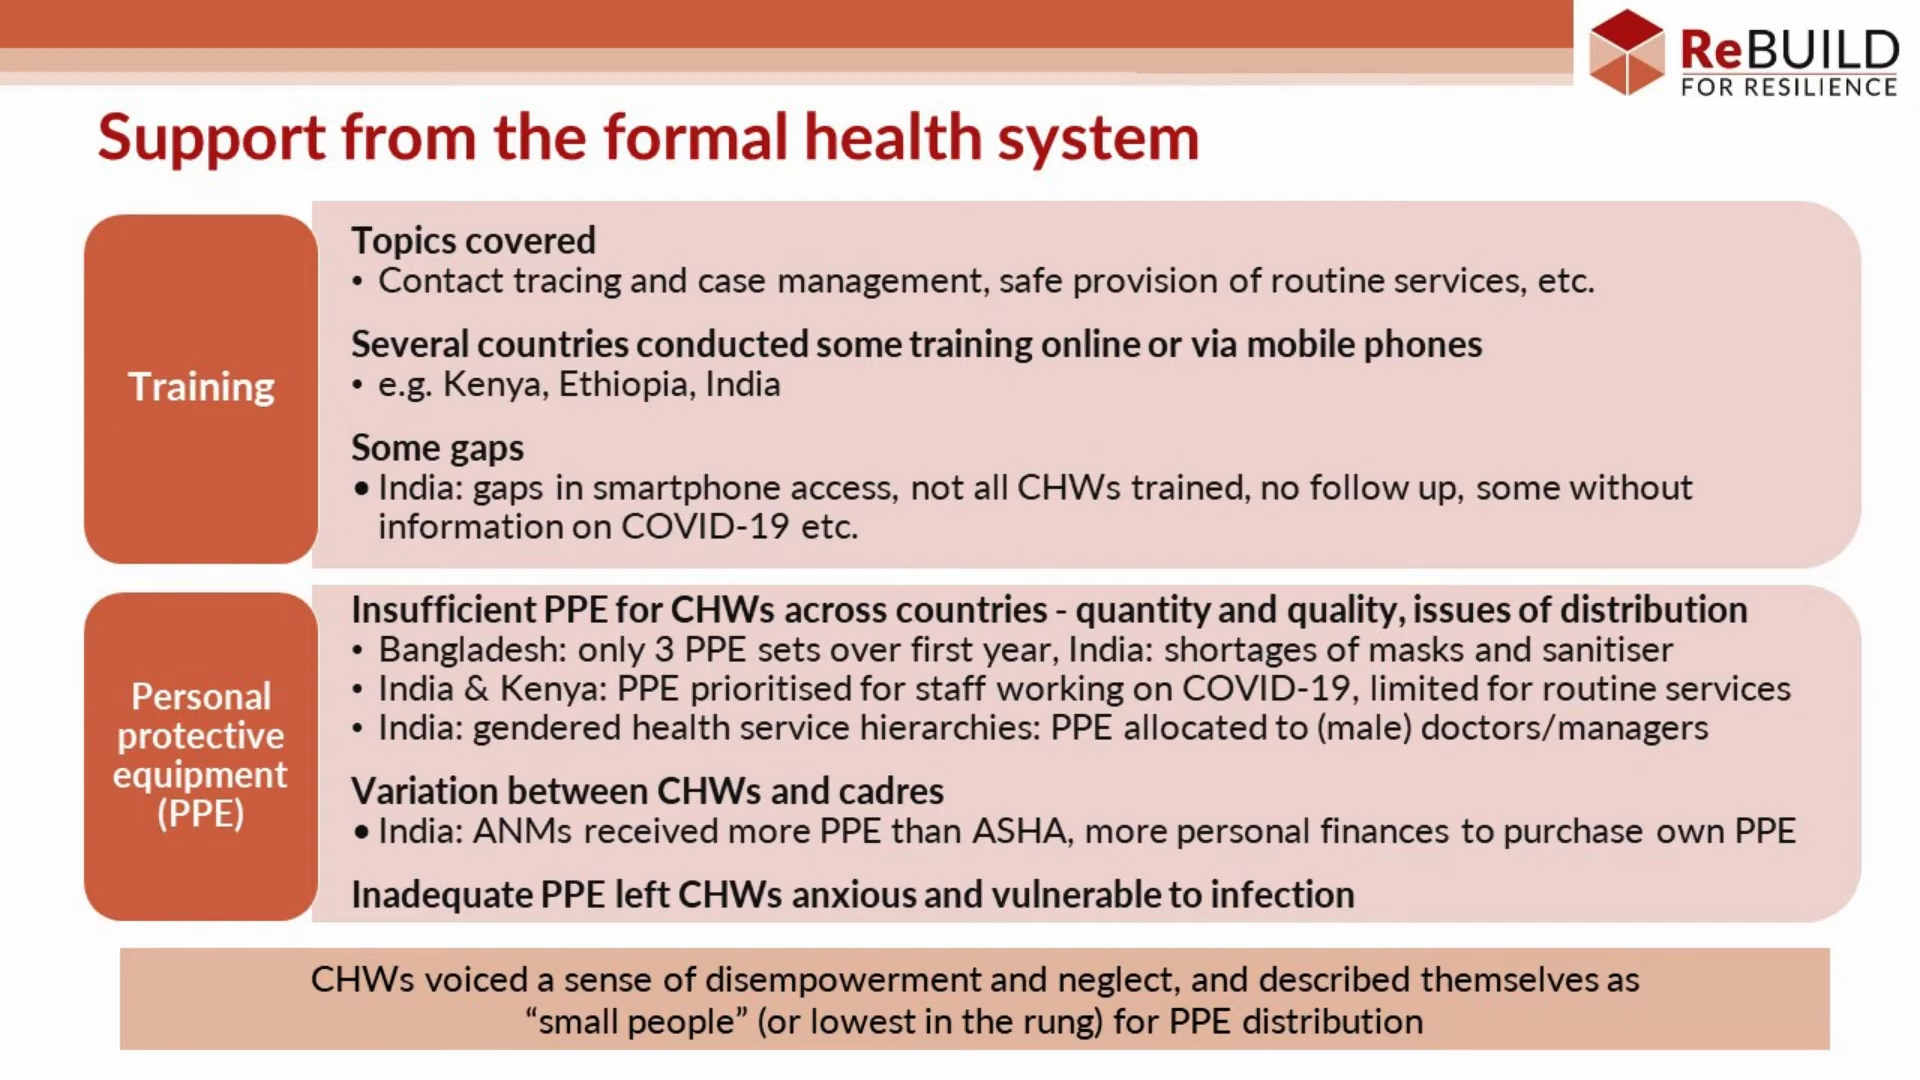 ReBUILD
FOR RESILIENCE
Support from the formal health system
Training
Topics covered
• Contact tracing and case management, safe provision of routine services, etc.
Several countries conducted some training online or via mobile phones
• e.g. Kenya, Ethiopia, India
Some gaps
• India: gaps in smartphone access, not all CHWs trained, no follow up, some without
information on COVID-19 etc.
Personal
protective
equipment
(PPE)
Insufficient PPE for CHWs across countries - quantity and quality, issues of distribution
• Bangladesh: only 3 PPE sets over first year, India: shortages of masks and sanitiser
• India & Kenya: PPE prioritised for staff working on COVID-19, limited for routine services
• India: gendered health service hierarchies: PPE allocated to (male) doctors/managers
Variation between CHWs and cadres
• India: ANMs received more PPE than ASHA, more personal finances to purchase own PPE
Inadequate PPE left CHWs anxious and vulnerable to infection
CHWs voiced a sense of disempowerment and neglect, and described themselves as
“small people” (or lowest in the rung) for PPE distribution